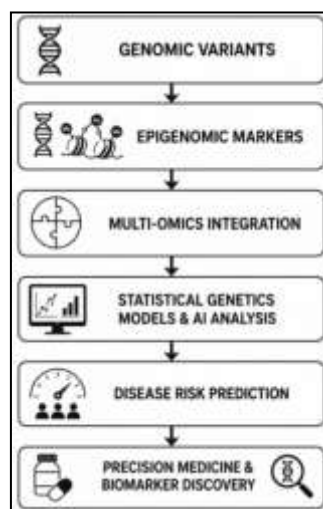 GENOMIC VARIANTS
EPIGENOMIC MARKERS
MULTI-OMICS INTEGRATION
STATISTICAL GENETICS
MODELS & AI ANALYSIS
DISEASE RISK PREDICTION
PRECISION MEDICINE &
BIOMARKER DISCOVERY